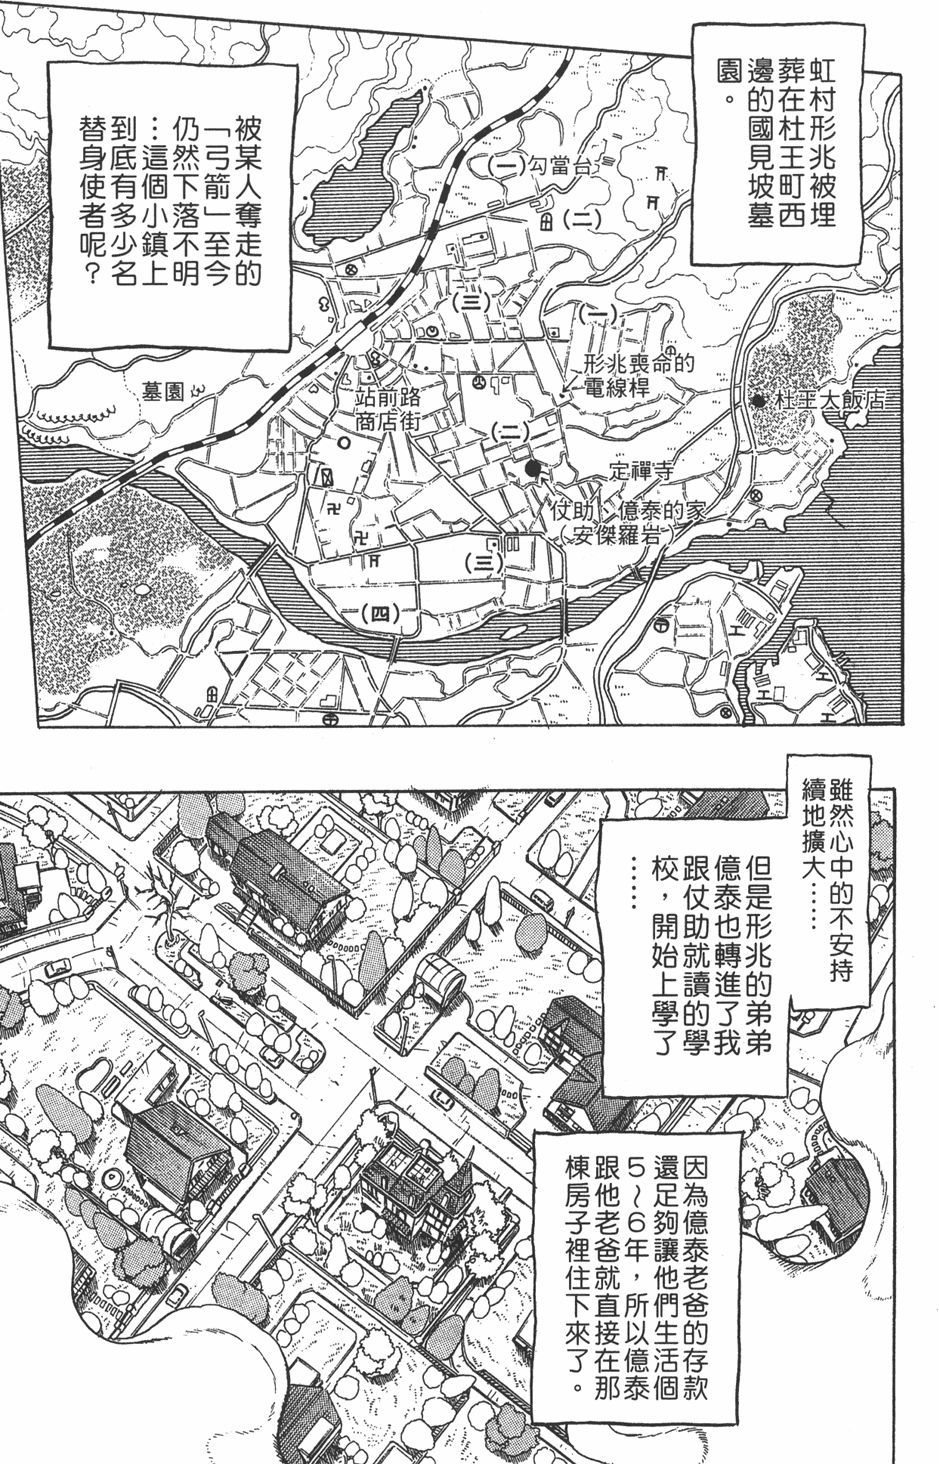 虹村形兆被埋
葬在杜王町西
邊的國見坡墓
園。
被某人奪走的
「弓箭」至今
仍然下落不明
…這個小鎮上
到底有多少名
替身使者呢？
(一)勾當台
(二)
(三)
(一)
形兆喪命的
電線桿
墓園
站前路
商店街
杜王大飯店
(二)
定禪寺
仗助、億泰的家
（安傑羅岩）
(三)
(四)
雖然心中的不安持
續地擴大……
但是形兆的弟弟
億泰也轉進了我
跟仗助就讀的學
校，開始上學了
……
因為億泰老爸的存款
還足夠讓他們生活個
5～6年，所以億泰
跟他老爸就直接在那
棟房子裡住下來了。